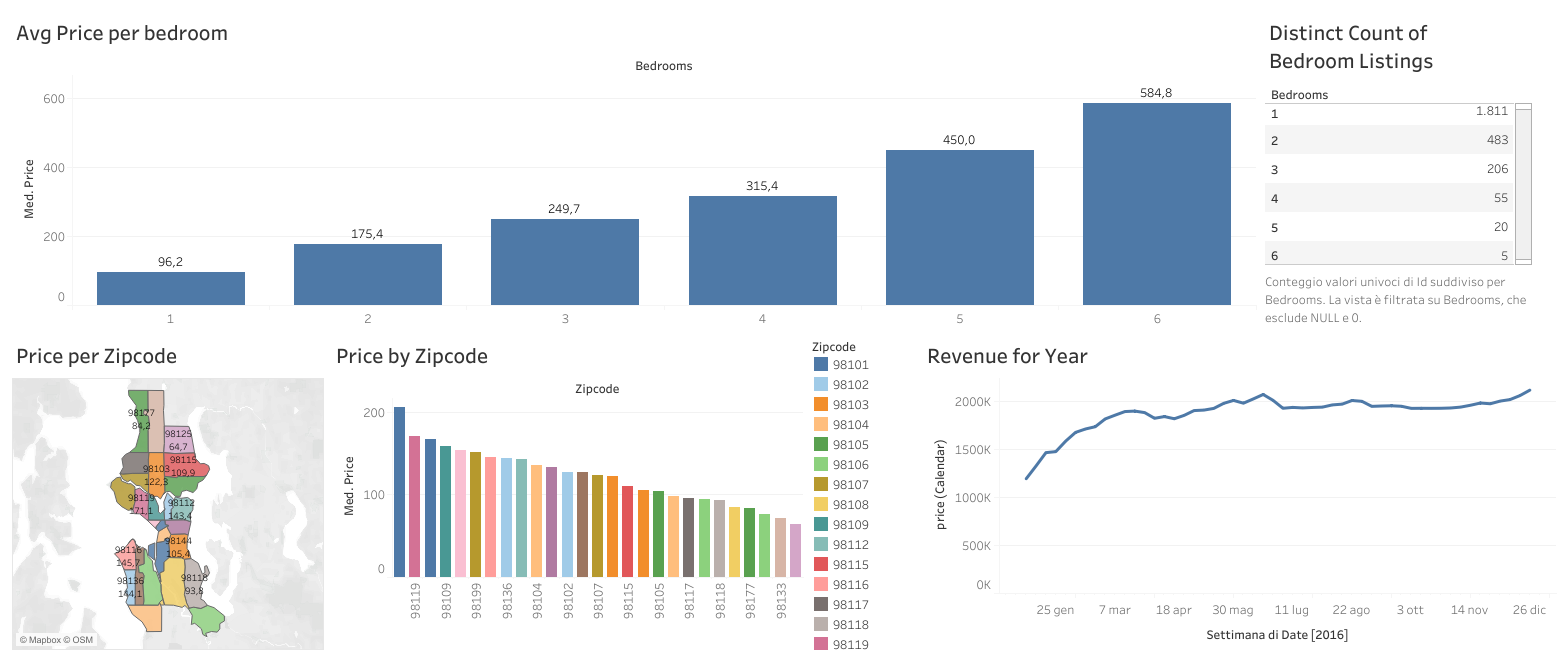 Avg Price per bedroom
Bedrooms
Med. Price
600
400
200
0
96,2
175,4
249,7
315,4
450,0
584,8
1
2
3
4
5
6
Distinct Count of
Bedroom Listings
Bedrooms
1 1.811
2 483
3 206
4 55
5 20
6 5
Conteggio valori univoci di Id suddiviso per
Bedrooms. La vista è filtrata su Bedrooms, che
esclude NULL e 0.
Price per Zipcode
98177
84,2
98125
64,7
98115
109,9
98103
122,3
98119
171,1
98112
143,4
98144
105,4
98116
145,7
98136
144,1
98118
93,8
© Mapbox © OSM
Price by Zipcode
Zipcode
Med. Price
200
100
0
98119
98109
98199
98136
98104
98102
98107
98115
98105
98117
98118
98177
98133
Zipcode
98101
98102
98103
98104
98105
98106
98107
98108
98109
98112
98115
98116
98117
98118
98119
Revenue for Year
price (Calendar)
2000K
1500K
1000K
500K
0K
25 gen
7 mar
18 apr
30 mag
11 lug
22 ago
3 ott
14 nov
26 dic
Settimana di Date [2016]